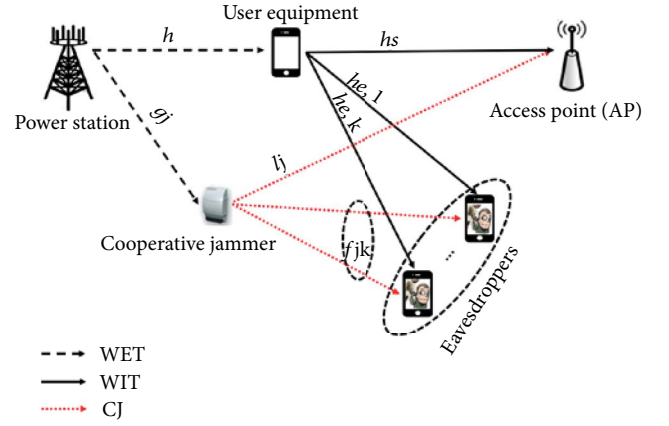 User equipment
h
hs
Power station
gj
he, 1
he, k
Access point (AP)
lj
Cooperative jammer
fjk
...
Eavesdroppers
WET
WIT
CJ